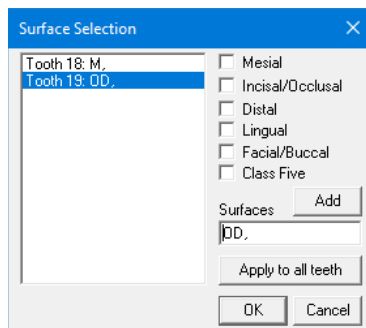 Surface Selection
Tooth 18: M,
Tooth 19: OD,
Mesial
Incisal/Occlusal
Distal
Lingual
Facial/Buccal
Class Five
Surfaces
Add
OD,
Apply to all teeth
OK
Cancel